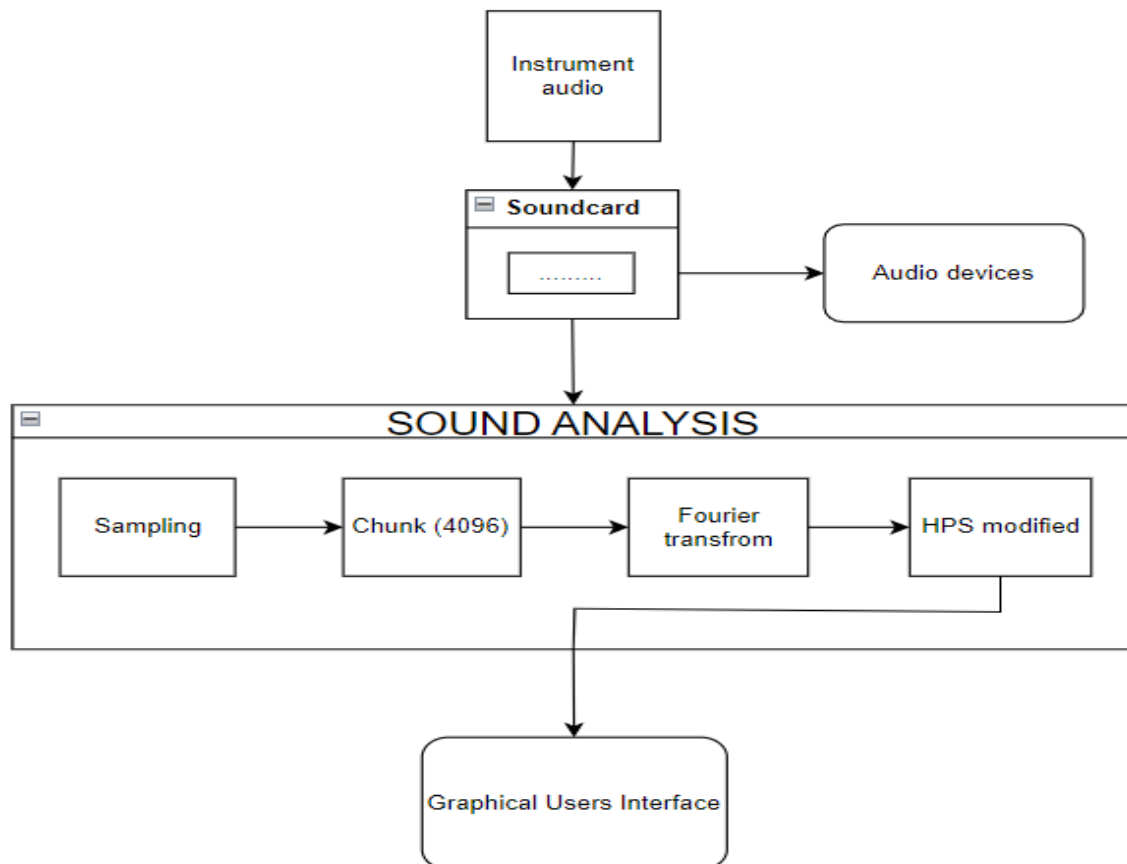 Instrument
audio
Soundcard
.........
Audio devices
SOUND ANALYSIS
Sampling
Chunk (4096)
Fourier
transfrom
HPS modified
Graphical Users Interface